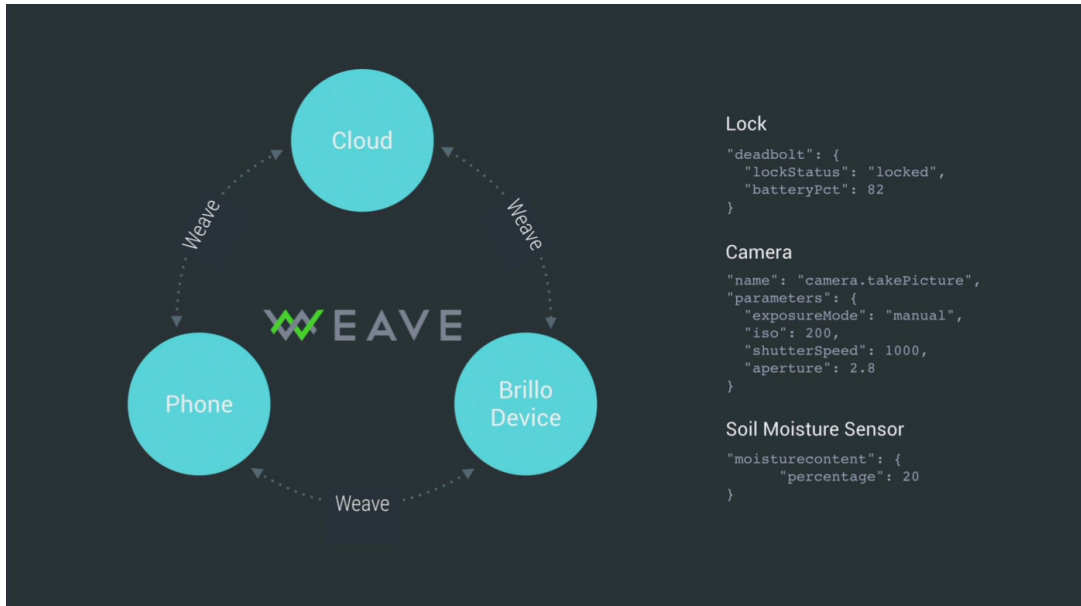 Cloud
Weave
Weave
WEAVE
Phone
Brillo
Device
Weave
Lock
"deadbolt": {
  "lockStatus": "locked",
  "batteryPct": 82
}
Camera
"name": "camera.takePicture",
"parameters": {
  "exposureMode": "manual",
  "iso": 200,
  "shutterSpeed": 1000,
  "aperture": 2.8
}
Soil Moisture Sensor
"moisturecontent": {
      "percentage": 20
}